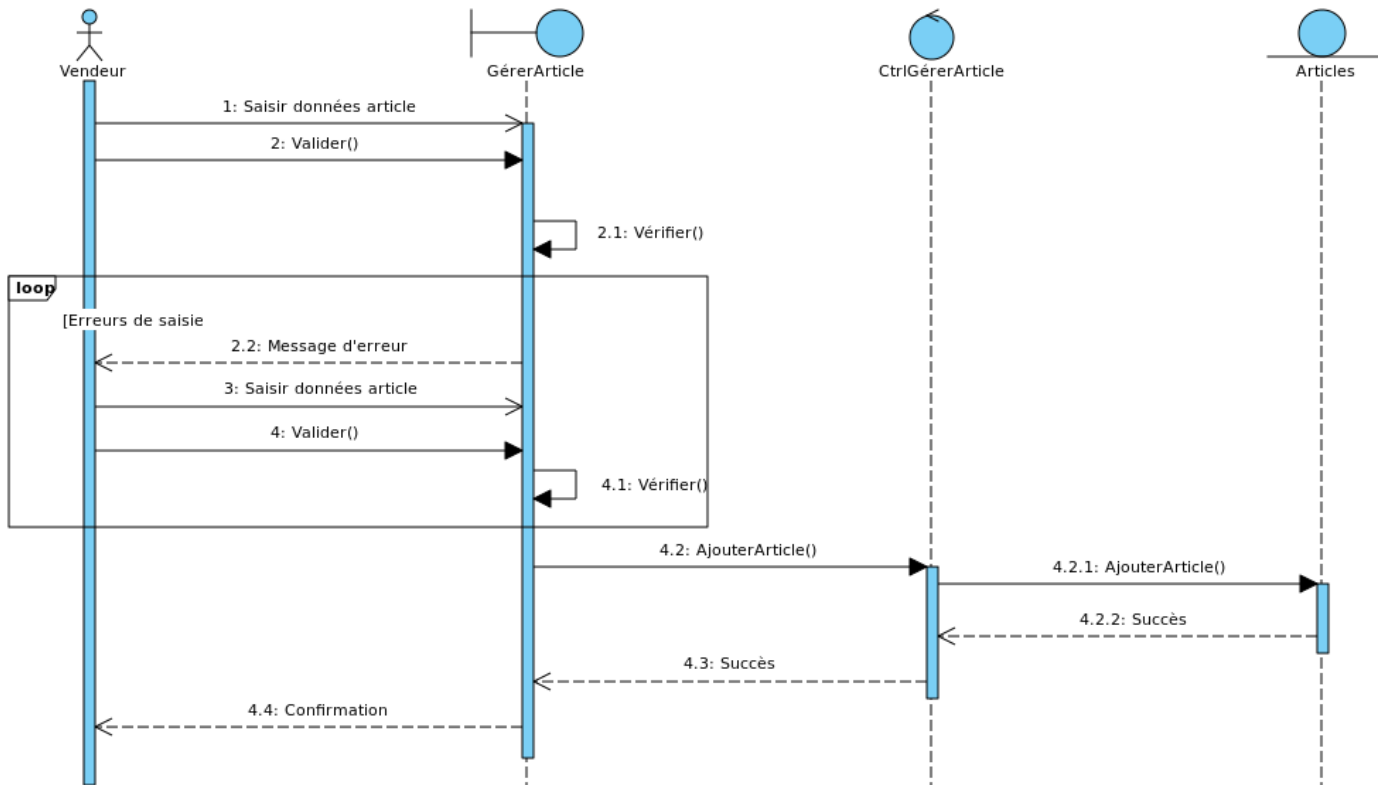 Vendeur
GérerArticle
CtrlGérerArticle
Articles
1: Saisir données article
2: Valider()
2.1: Vérifier()
loop
[Erreurs de saisie
2.2: Message d'erreur
3: Saisir données article
4: Valider()
4.1: Vérifier()
4.2: AjouterArticle()
4.2.1: AjouterArticle()
4.2.2: Succès
4.3: Succès
4.4: Confirmation